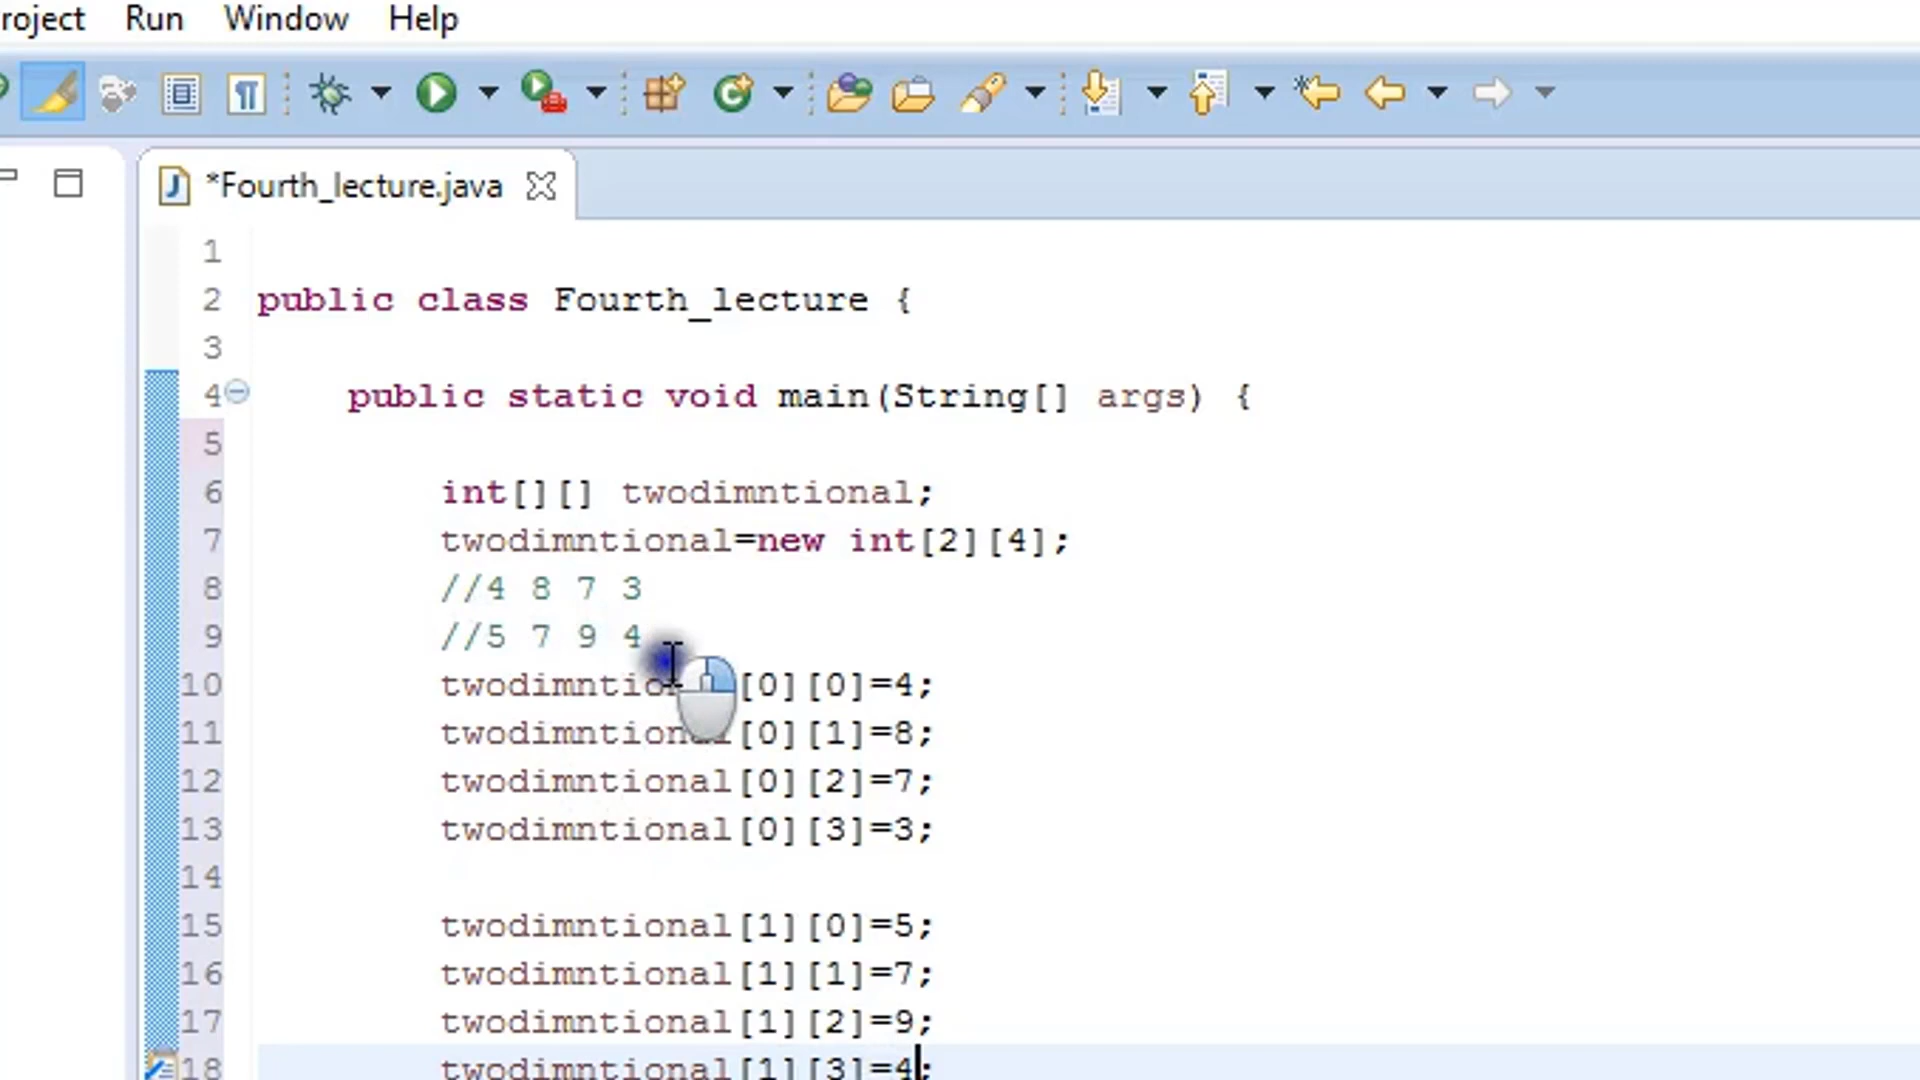 roject Run Window Help
*Fourth_lecture.java
1
2 public class Fourth_lecture {
3
4 public static void main(String[] args) {
5
6 int[][] twodimntional;
7 twodimntional=new int[2][4];
8 //4 8 7 3
9 //5 7 9 4
10 twodimntio [0][0]=4;
11 twodimntional[0][1]=8;
12 twodimntional[0][2]=7;
13 twodimntional[0][3]=3;
14
15 twodimntional[1][0]=5;
16 twodimntional[1][1]=7;
17 twodimntional[1][2]=9;
18 twodimntional[1][3]=4;